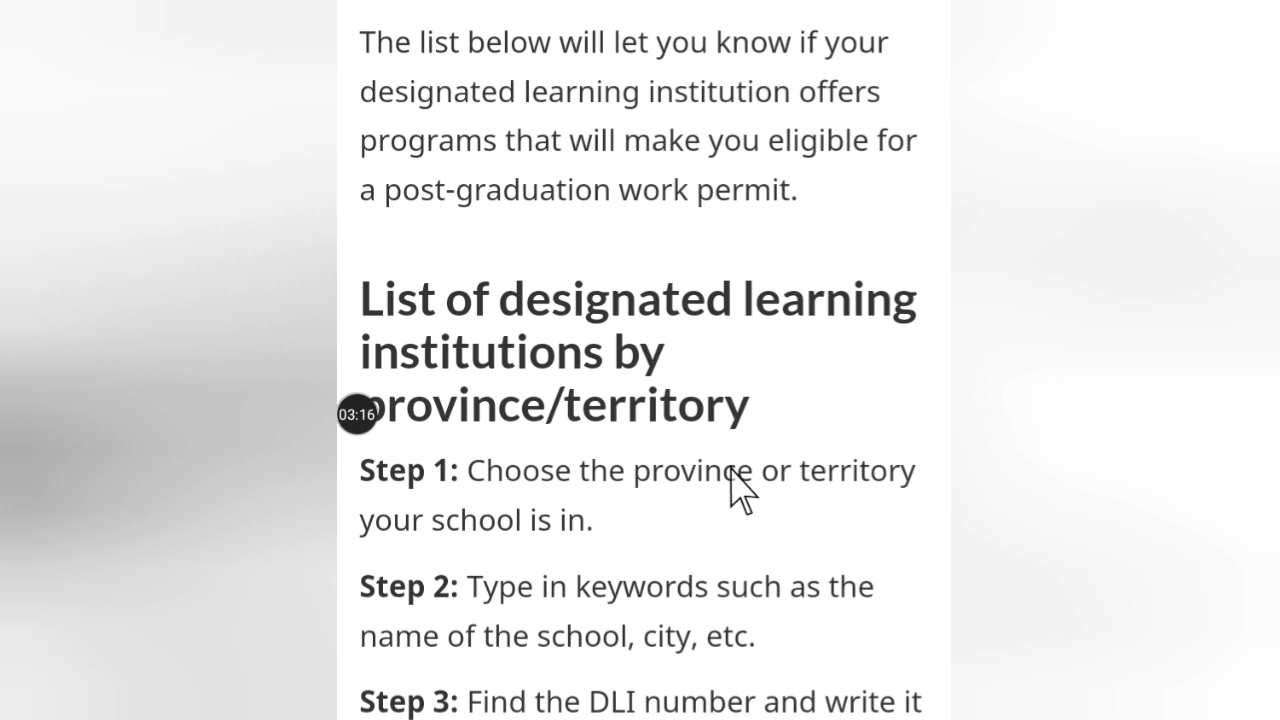 The list below will let you know if your
designated learning institution offers
programs that will make you eligible for
a post-graduation work permit.
List of designated learning
institutions by
province/territory
03:16
Step 1: Choose the province or territory
your school is in.
Step 2: Type in keywords such as the
name of the school, city, etc.
Step 3: Find the DLI number and write it